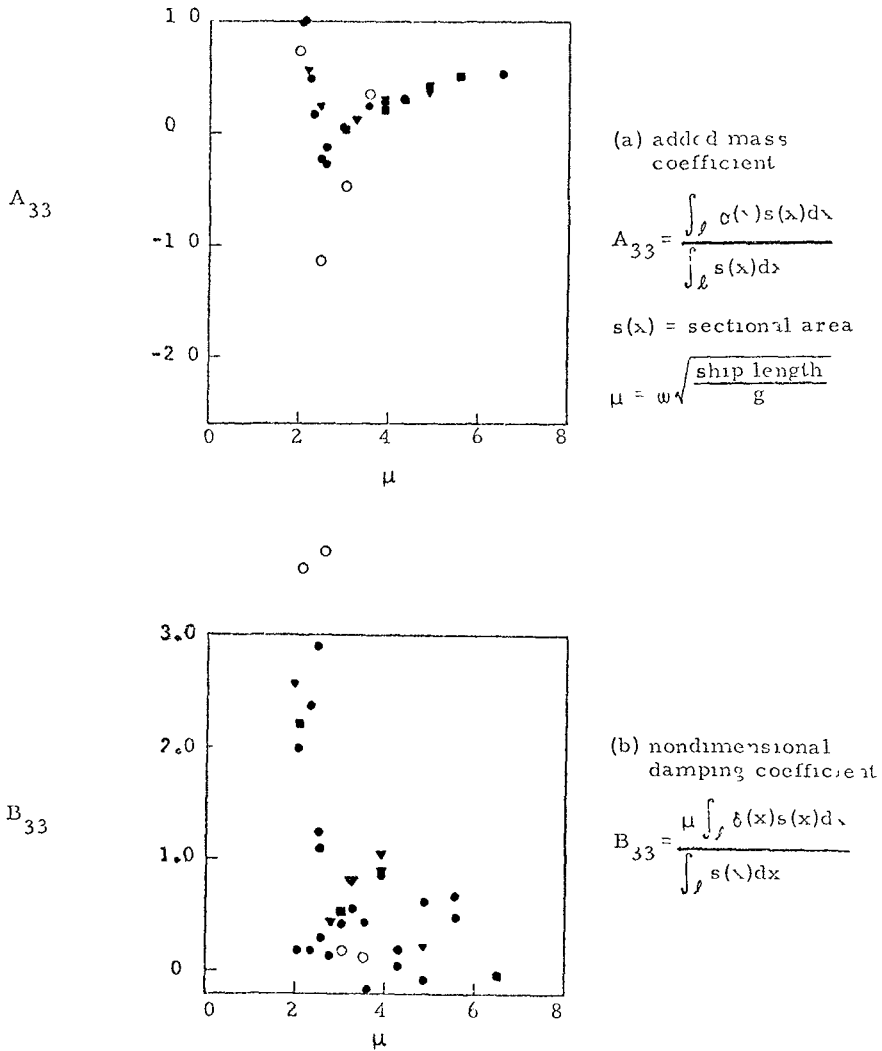 1 0
0
-1 0
-2 0
A33
0 2 4 6 8
μ
(a) added mass
coefficient
A33 = ∫ℓ σ(x)s(x)dx
∫ℓ s(x)dx
s(x) = sectional area
μ = ω√ship length
g
3.0
2.0
1.0
0
B33
0 2 4 6 8
μ
(b) nondimensional
damping coefficient
B33 = μ ∫ℓ δ(x)s(x)dx
∫ℓ s(x)dx